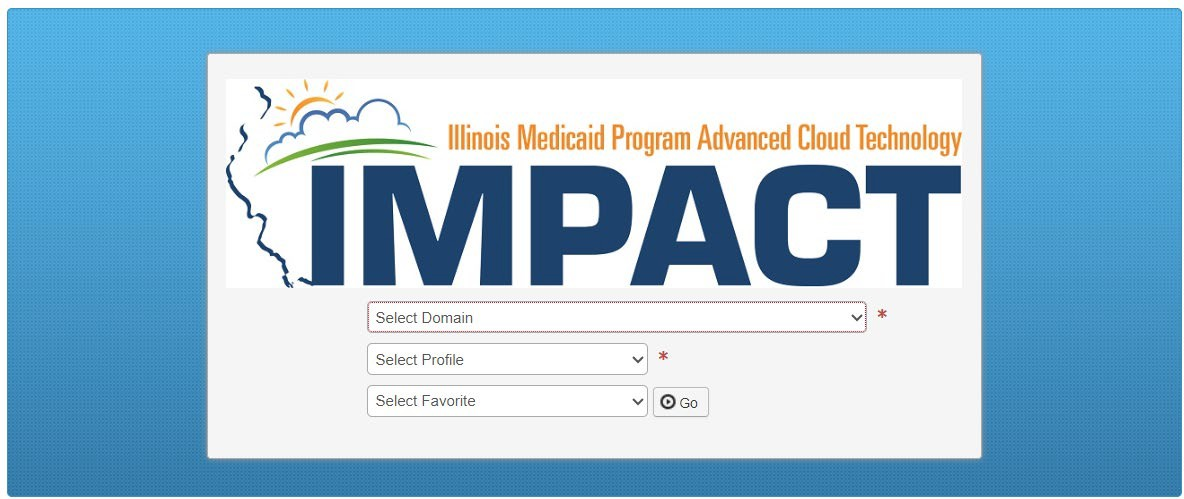 Illinois Medicaid Program Advanced Cloud Technology
IMPACT
Select Domain *
Select Profile *
Select Favorite Go